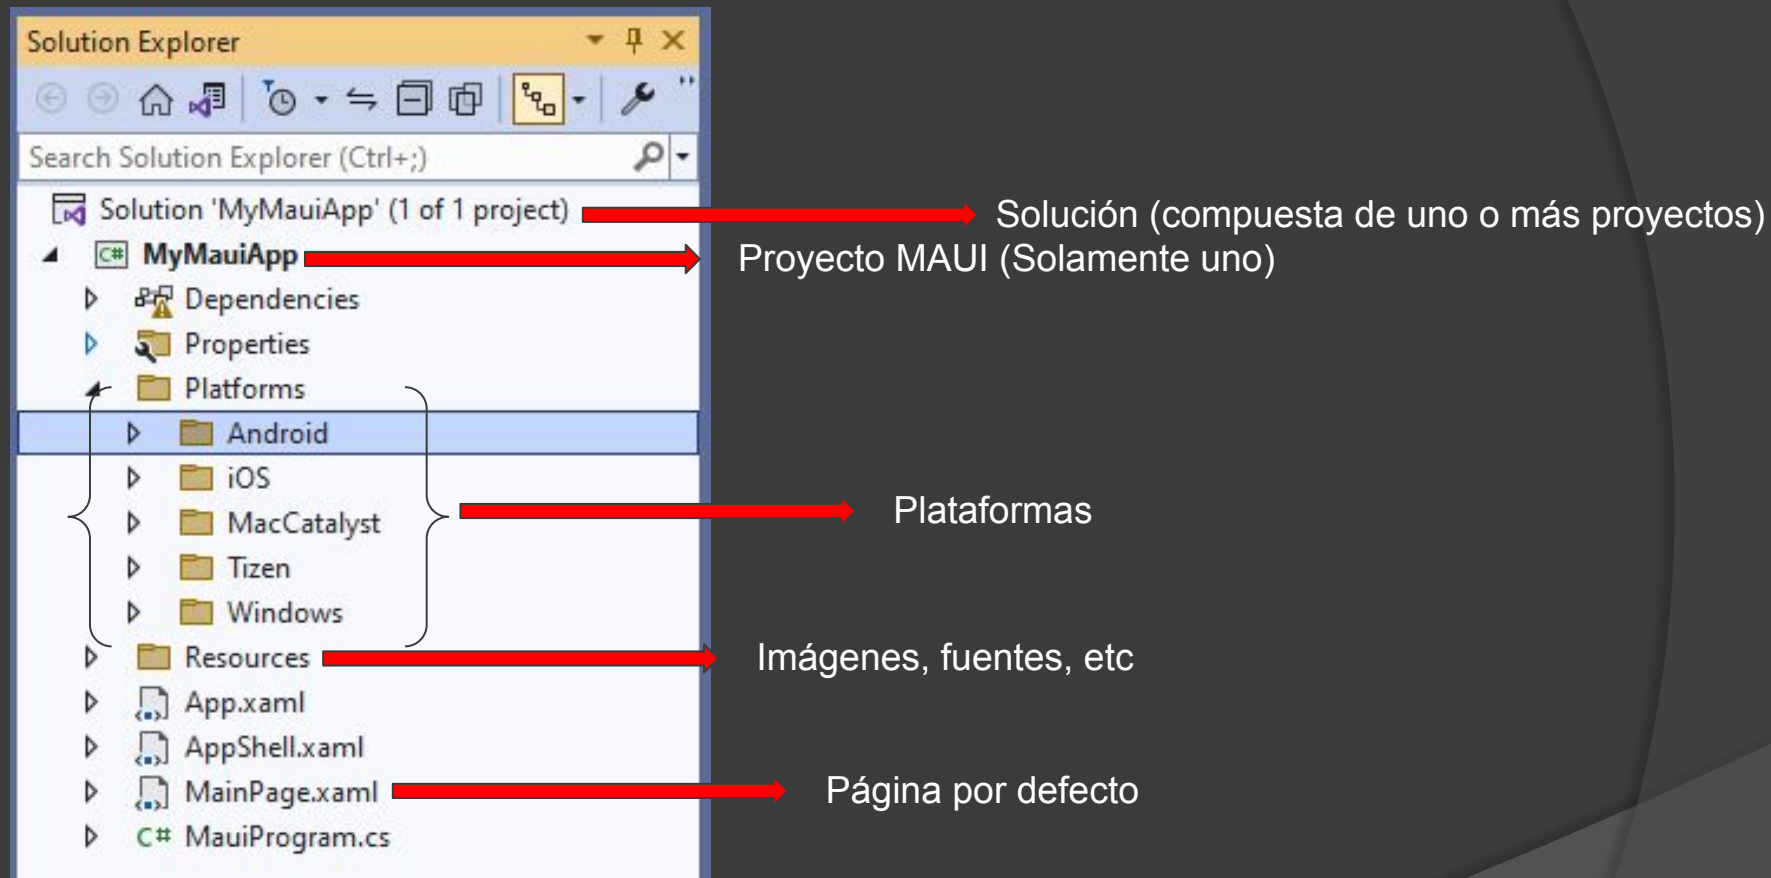 Solution Explorer
Search Solution Explorer (Ctrl+;)
Solution 'MyMauiApp' (1 of 1 project)
Solución (compuesta de uno o más proyectos)
C# MyMauiApp
Proyecto MAUI (Solamente uno)
Dependencies
Properties
Platforms
Android
iOS
MacCatalyst
Plataformas
Tizen
Windows
Resources
Imágenes, fuentes, etc
App.xaml
AppShell.xaml
MainPage.xaml
Página por defecto
C# MauiProgram.cs